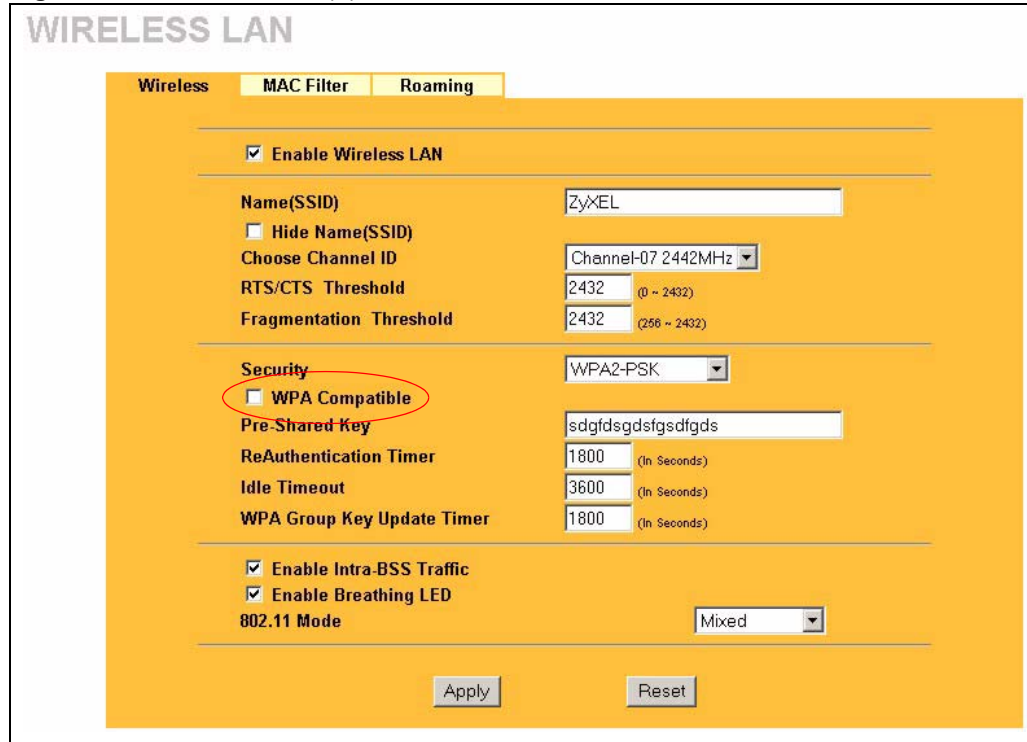 WIRELESS LAN
Wireless MAC Filter Roaming
Enable Wireless LAN
Name(SSID) ZyXEL
Hide Name(SSID)
Choose Channel ID Channel-07 2442MHz
RTS/CTS Threshold 2432 (0 ~ 2432)
Fragmentation Threshold 2432 (256 ~ 2432)
Security WPA2-PSK
WPA Compatible
Pre-Shared Key sdgfdsgdsfgsdfgds
ReAuthentication Timer 1800 (In Seconds)
Idle Timeout 3600 (In Seconds)
WPA Group Key Update Timer 1800 (In Seconds)
Enable Intra-BSS Traffic
Enable Breathing LED
802.11 Mode Mixed
Apply Reset